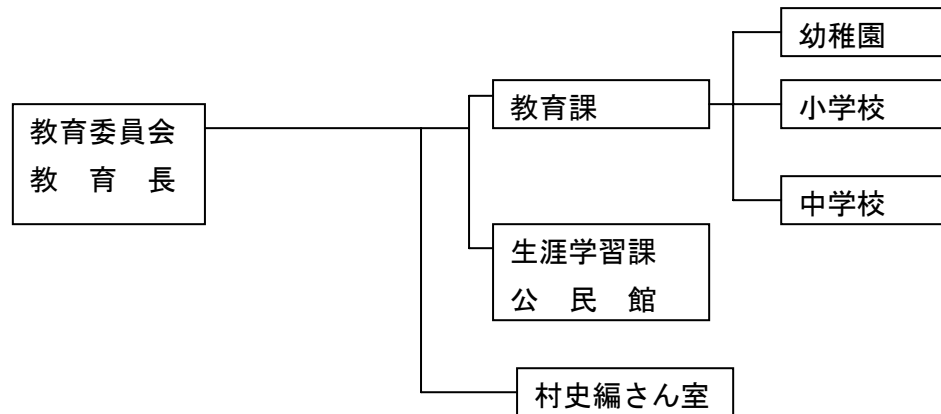 幼稚園
教育課
小学校
教育委員会
教　育　長
中学校
生涯学習課
公　民　館
村史編さん室